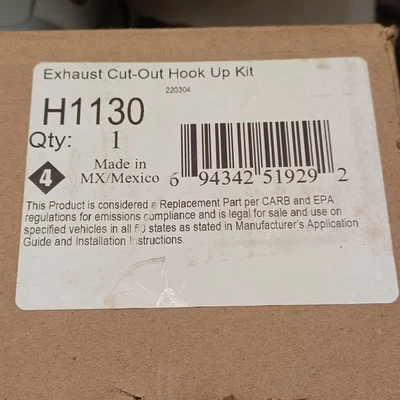 Exhaust Cut-Out Hook Up Kit
220304
H1130
Qty: 1
4
Made in
MX/Mexico
6 94342 51929 2
This Product is considered a Replacement Part per CARB and EPA
regulations for emissions compliance and is legal for sale and use on
specified vehicles in all 50 states as stated in Manufacturer's Application
Guide and Installation Instructions.